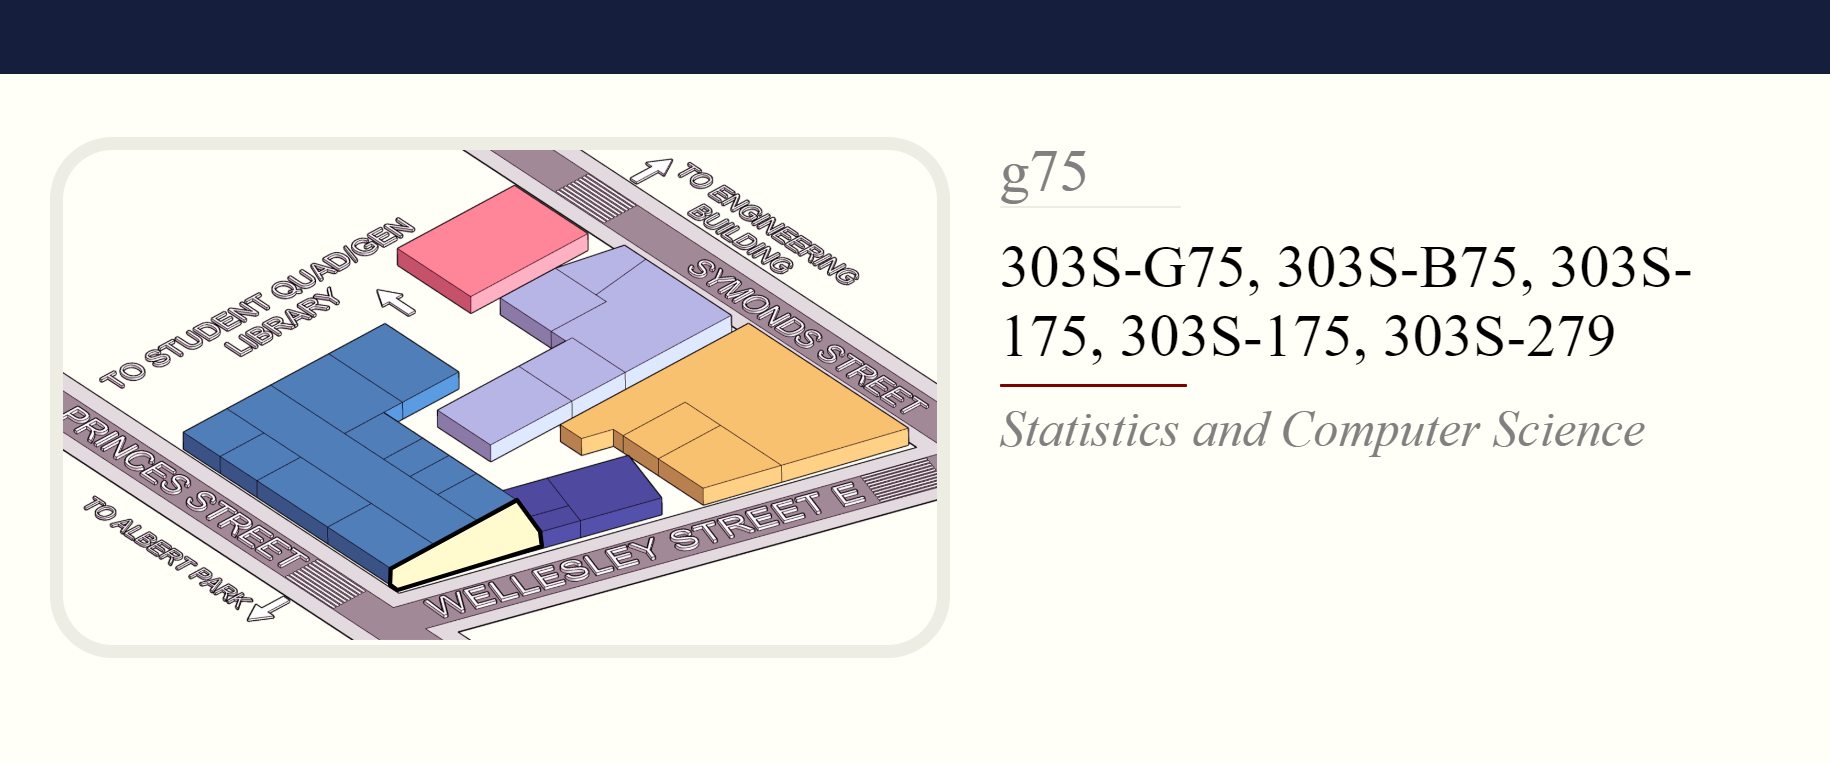 TO ENGINEERING
BUILDING
TO STUDENT QUAD/GEN
LIBRARY
SYMONDS STREET
PRINCES STREET
TO ALBERT PARK
WELLESLEY STREET E
g75
303S-G75, 303S-B75, 303S-
175, 303S-175, 303S-279
Statistics and Computer Science